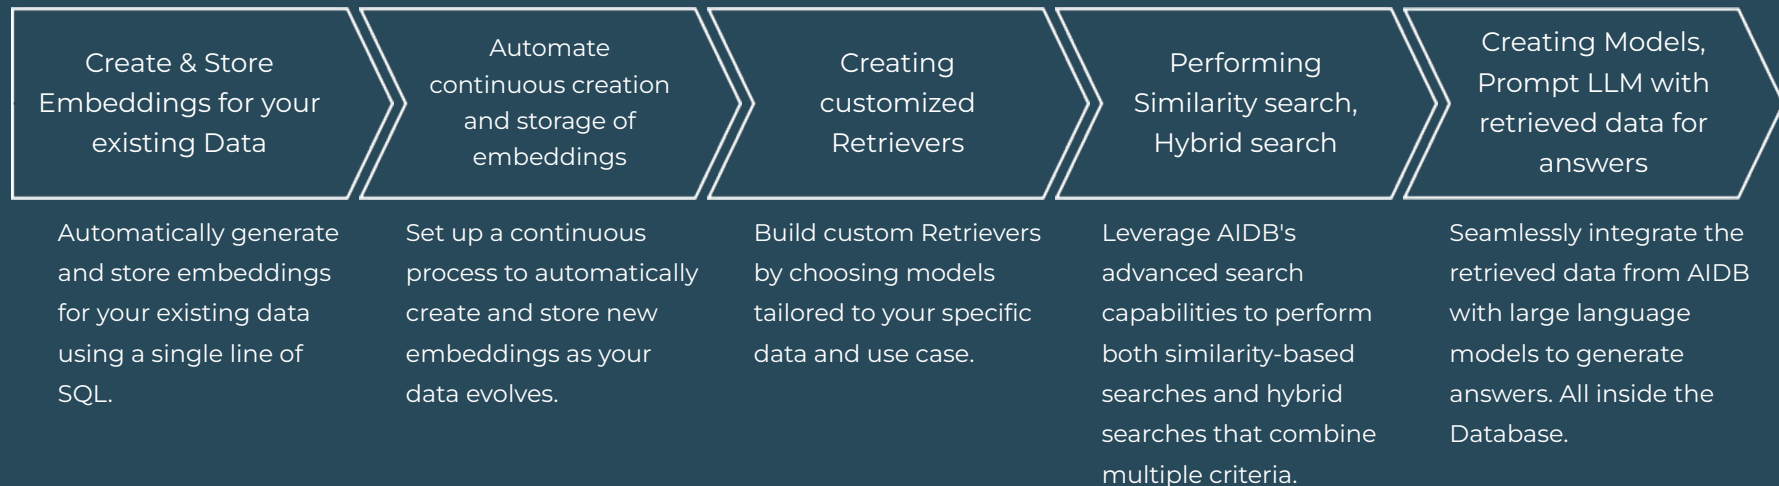 Create & Store
Embeddings for your
existing Data
Automate
continuous creation
and storage of
embeddings
Creating
customized
Retrievers
Performing
Similarity search,
Hybrid search
Creating Models,
Prompt LLM with
retrieved data for
answers
Automatically generate
and store embeddings
for your existing data
using a single line of
SQL.
Set up a continuous
process to automatically
create and store new
embeddings as your
data evolves.
Build custom Retrievers
by choosing models
tailored to your specific
data and use case.
Leverage AIDB's
advanced search
capabilities to perform
both similarity-based
searches and hybrid
searches that combine
multiple criteria.
Seamlessly integrate the
retrieved data from AIDB
with large language
models to generate
answers. All inside the
Database.